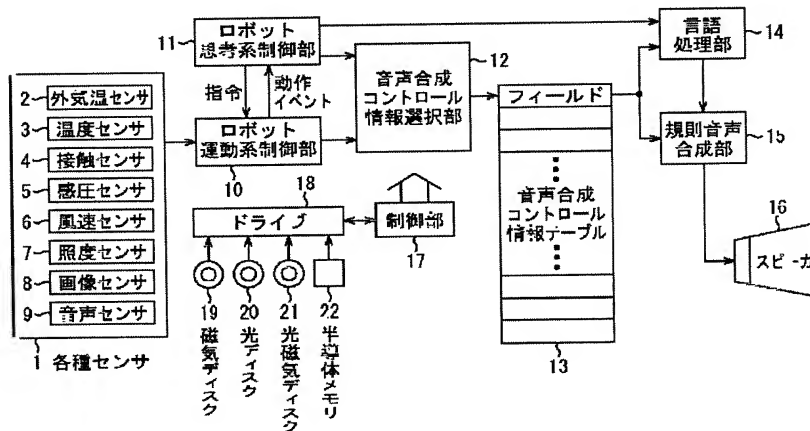 11
ロボット
思考系制御部
指令
動作
イベント
ロボット
運動系制御部
10
12
音声合成
コントロール
情報選択部
フィールド
音声合成
コントロール
情報テーブル
13
言語
処理部
14
規則音声
合成部
15
16
スピーカ
2 外気温センサ
3 温度センサ
4 接触センサ
5 感圧センサ
6 風速センサ
7 照度センサ
8 画像センサ
9 音声センサ
1 各種センサ
18
ドライブ
制御部
17
19
磁気ディスク
20
光ディスク
21
光磁気ディスク
22
半導体メモリ